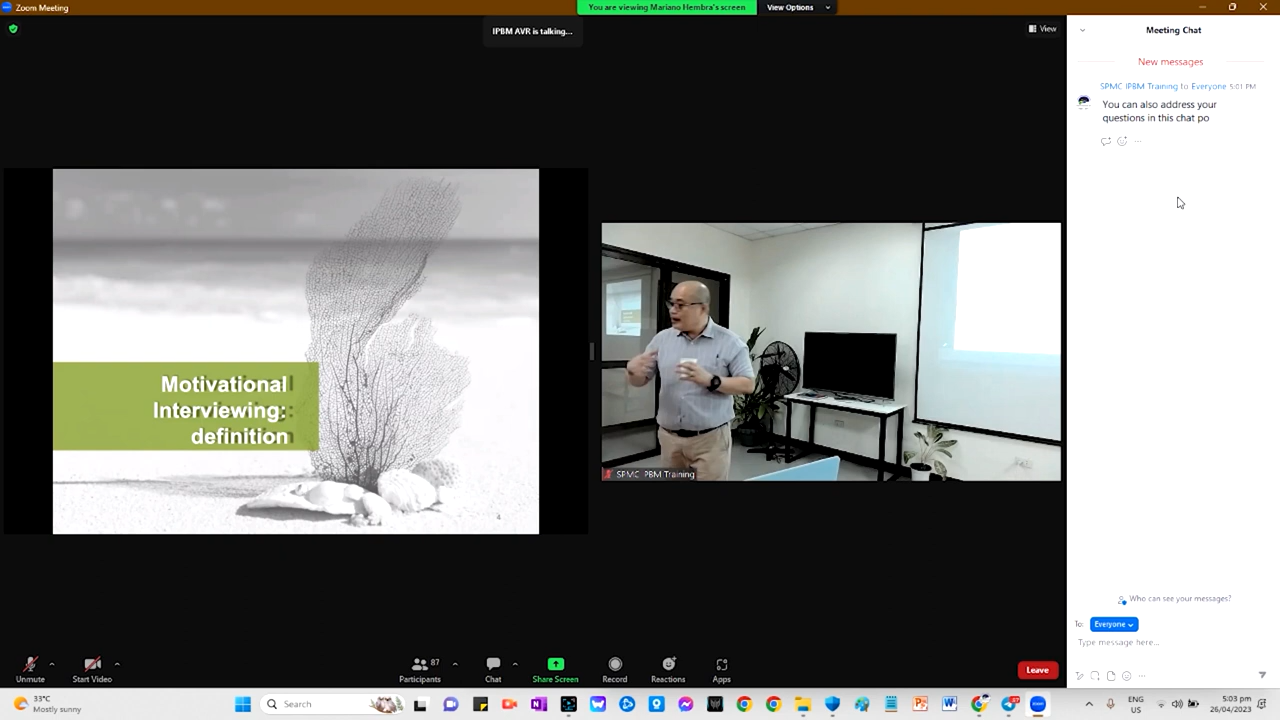 Zoom Meeting
You are viewing Mariano Hembra's screen
View Options
IPBM AVR is talking...
View
Meeting Chat
New messages
SPMC IPBM Training to Everyone 5:01 PM
You can also address your
questions in this chat po
Motivational
Interviewing:
definition
4
SPMC IPBM Training
Who can see your messages?
To: Everyone
Type message here...
Unmute
Start Video
87
Participants
Chat
Share Screen
Record
Reactions
Apps
Leave
33°C
Mostly sunny
Search
ENG
US
5:03 pm
26/04/2023